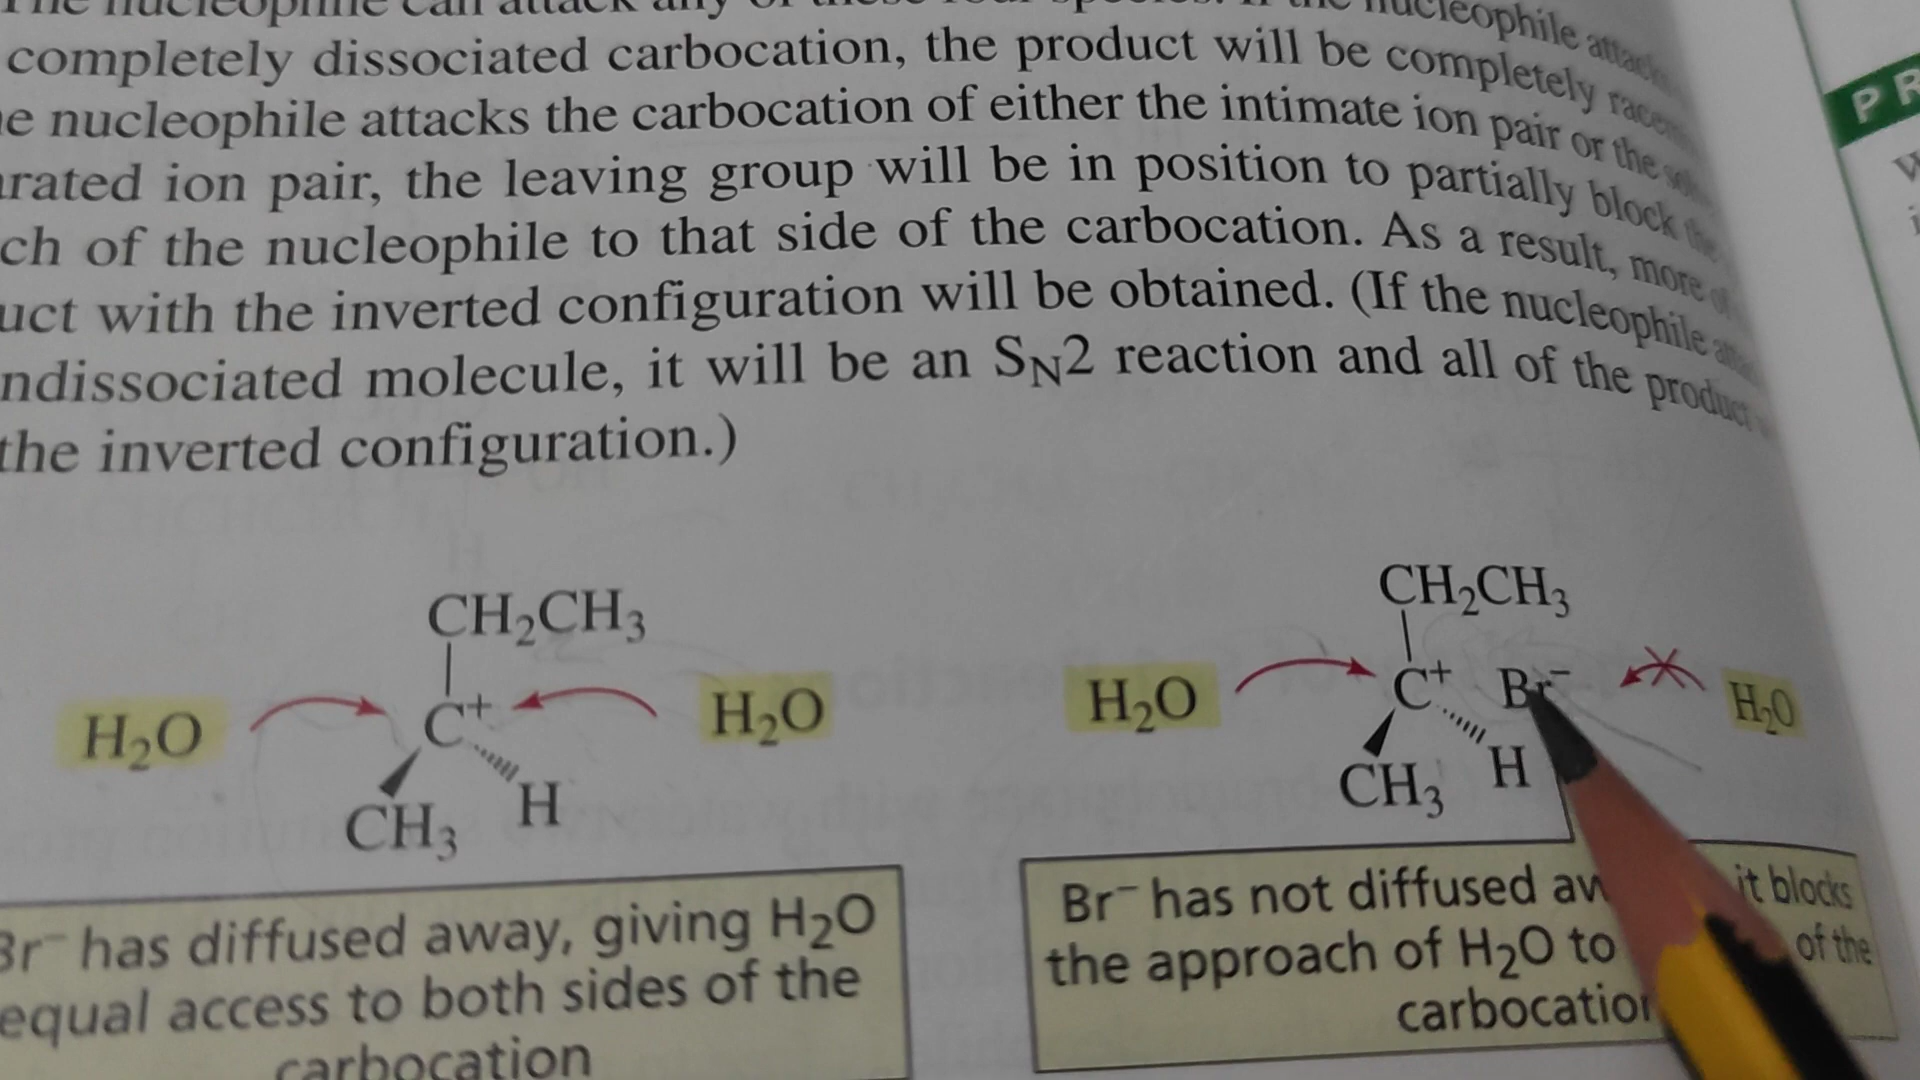 completely dissociated carbocation, the product will be completely
e nucleophile attacks the carbocation of either the intimate ion pair or the
rated ion pair, the leaving group will be in position to partially block the
ch of the nucleophile to that side of the carbocation. As a result, more
uct with the inverted configuration will be obtained. (If the nucleophile
ndissociated molecule, it will be an SN2 reaction and all of the product
the inverted configuration.)
CH2CH3
H2O C+ H2O
CH3 H
Br− has diffused away, giving H2O
equal access to both sides of the
carbocation
CH2CH3
H2O C+ Br− H2O
CH3 H
Br− has not diffused it blocks
the approach of H2O to of the
carbocation
PR